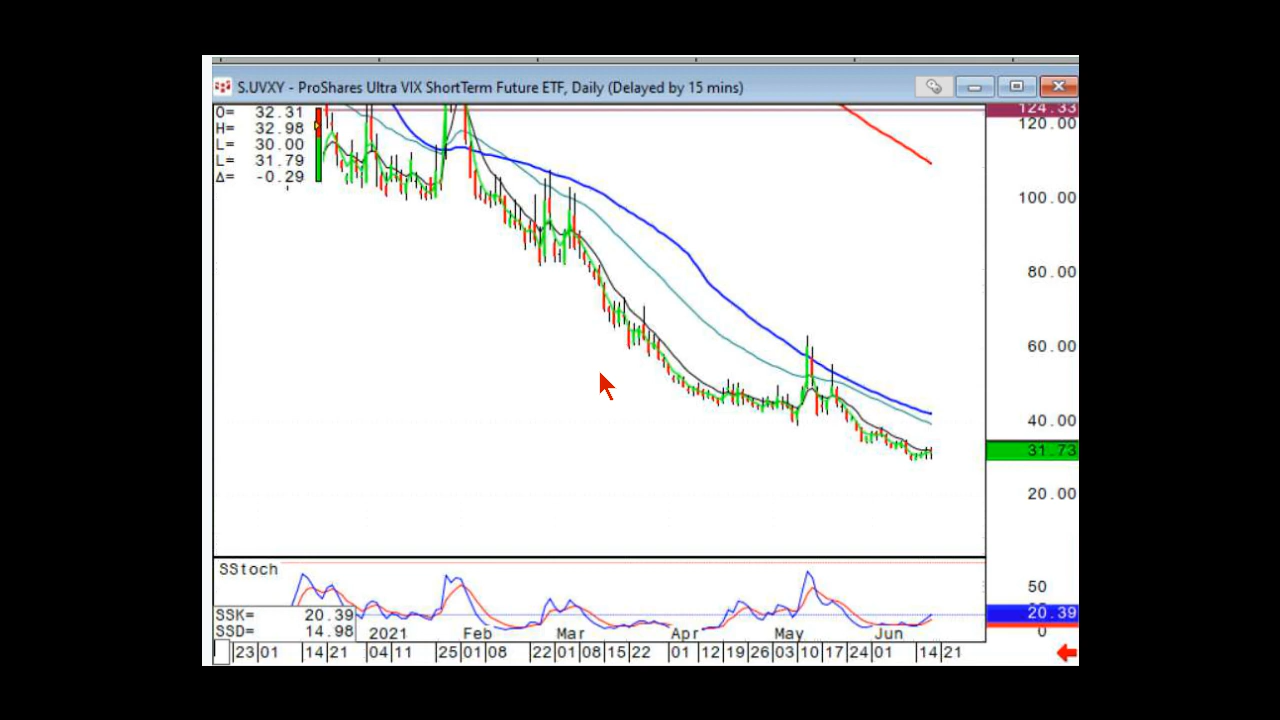 S.UVXY - ProShares Ultra VIX ShortTerm Future ETF, Daily (Delayed by 15 mins)
O= 32.31
H= 32.98
L= 30.00
L= 31.79
Δ= -0.29
124.33
120.00
100.00
80.00
60.00
40.00
31.73
20.00
SStoch
50
SSK= 20.39
20.39
SSD= 14.98
0
2021 Feb Mar Apr May Jun
23 01 14 21 04 11 25 01 08 22 01 08 15 22 01 12 19 26 03 10 17 24 01 14 21